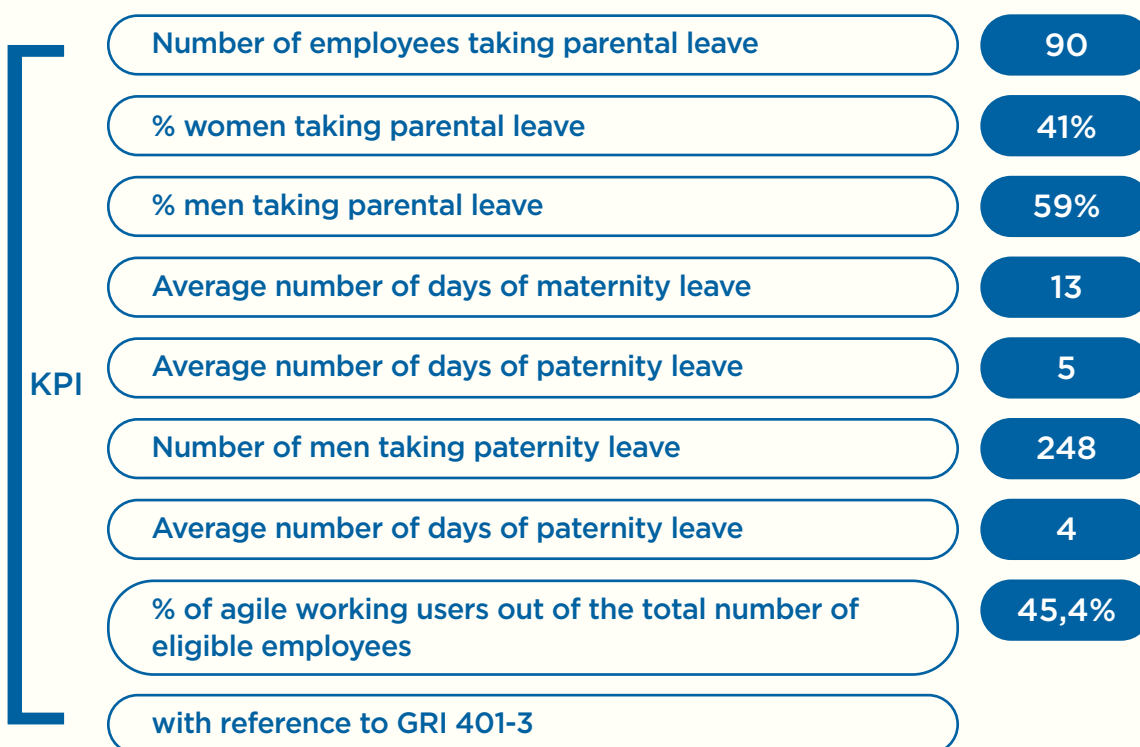 Number of employees taking parental leave
90
% women taking parental leave
41%
% men taking parental leave
59%
Average number of days of maternity leave
13
KPI
Average number of days of paternity leave
5
Number of men taking paternity leave
248
Average number of days of paternity leave
4
% of agile working users out of the total number of
eligible employees
45,4%
with reference to GRI 401-3